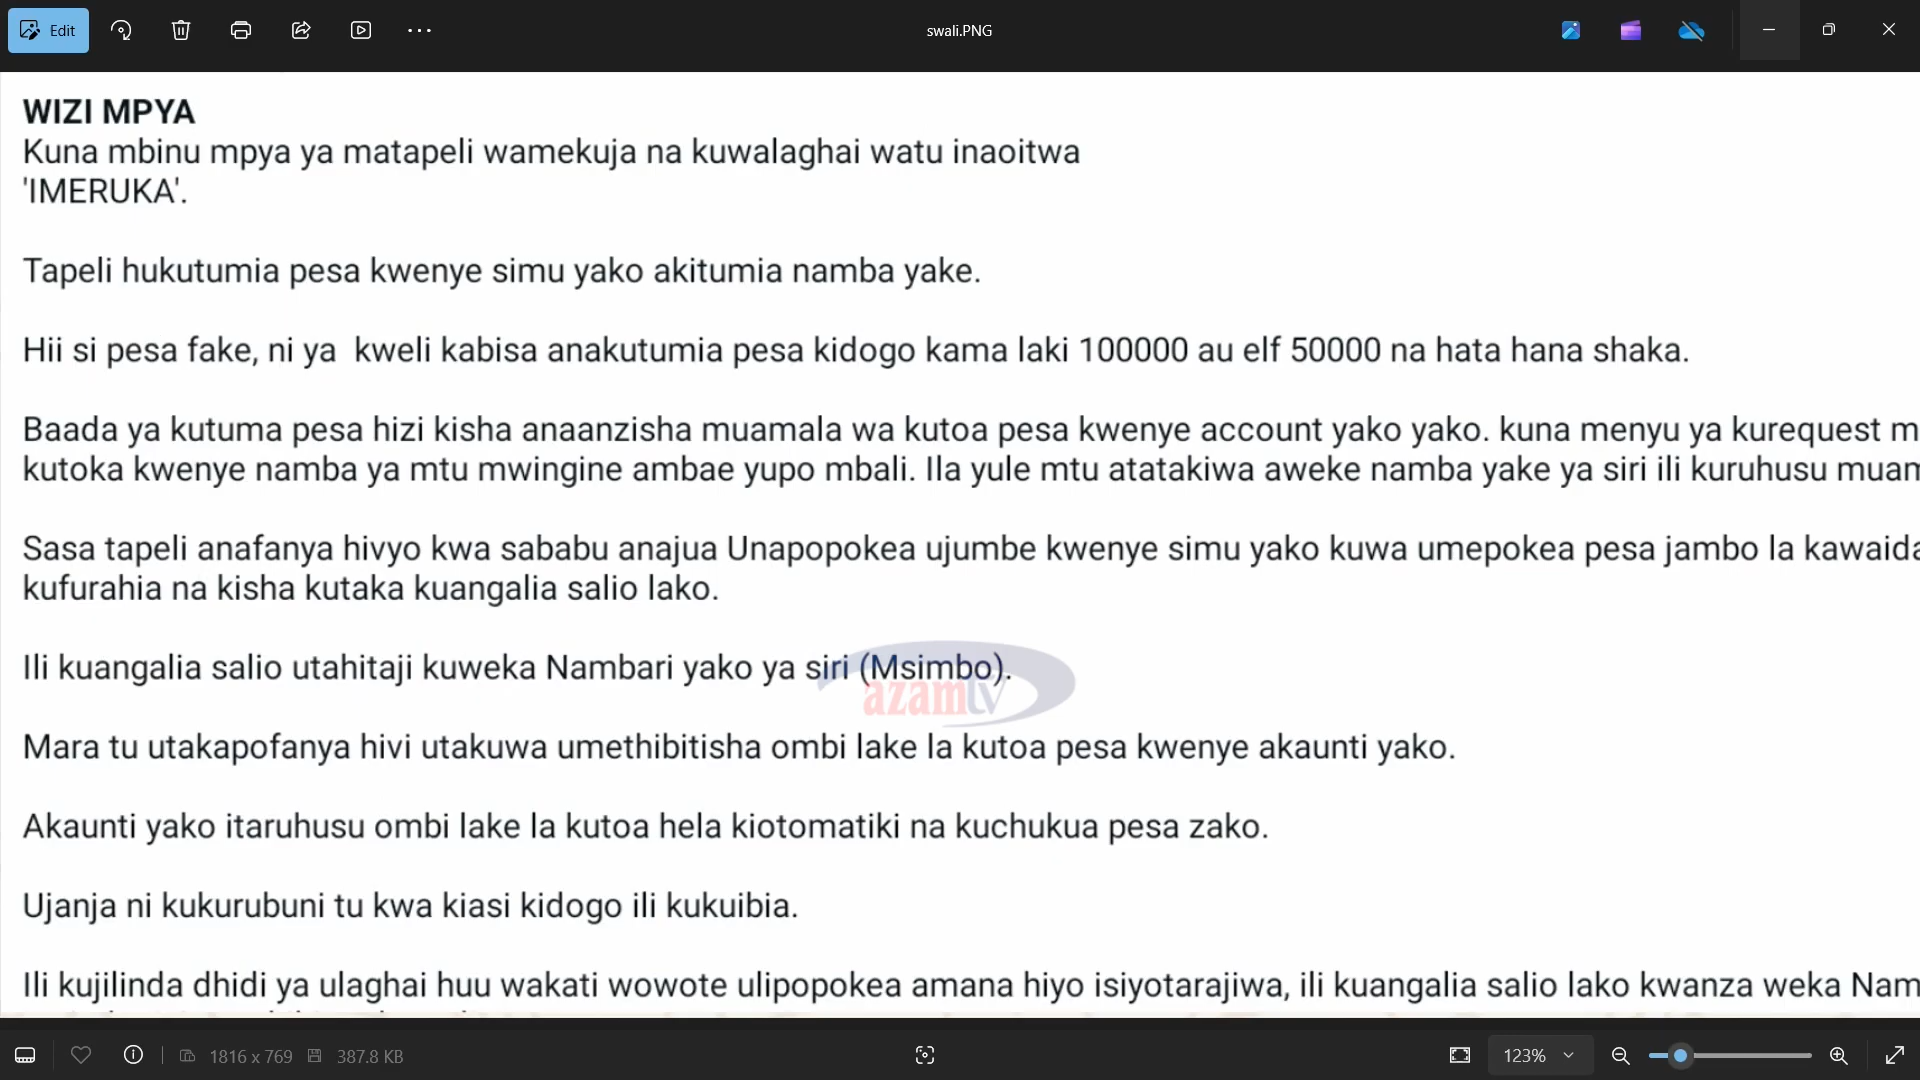 Edit
swali.PNG
WIZI MPYA
Kuna mbinu mpya ya matapeli wamekuja na kuwalaghai watu inaoitwa
'IMERUKA'.
Tapeli hukutumia pesa kwenye simu yako akitumia namba yake.
Hii si pesa fake, ni ya kweli kabisa anakutumia pesa kidogo kama laki 100000 au elf 50000 na hata hana shaka.
Baada ya kutuma pesa hizi kisha anaanzisha muamala wa kutoa pesa kwenye account yako yako. kuna menyu ya kurequest m
kutoka kwenye namba ya mtu mwingine ambae yupo mbali. Ila yule mtu atatakiwa aweke namba yake ya siri ili kuruhusu muam
Sasa tapeli anafanya hivyo kwa sababu anajua Unapopokea ujumbe kwenye simu yako kuwa umepokea pesa jambo la kawaida
kufurahia na kisha kutaka kuangalia salio lako.
Ili kuangalia salio utahitaji kuweka Nambari yako ya siri (Msimbo).
azamtv
Mara tu utakapofanya hivi utakuwa umethibitisha ombi lake la kutoa pesa kwenye akaunti yako.
Akaunti yako itaruhusu ombi lake la kutoa hela kiotomatiki na kuchukua pesa zako.
Ujanja ni kukurubuni tu kwa kiasi kidogo ili kukuibia.
Ili kujilinda dhidi ya ulaghai huu wakati wowote ulipopokea amana hiyo isiyotarajiwa, ili kuangalia salio lako kwanza weka Nam
1816 x 769
387.8 KB
123%